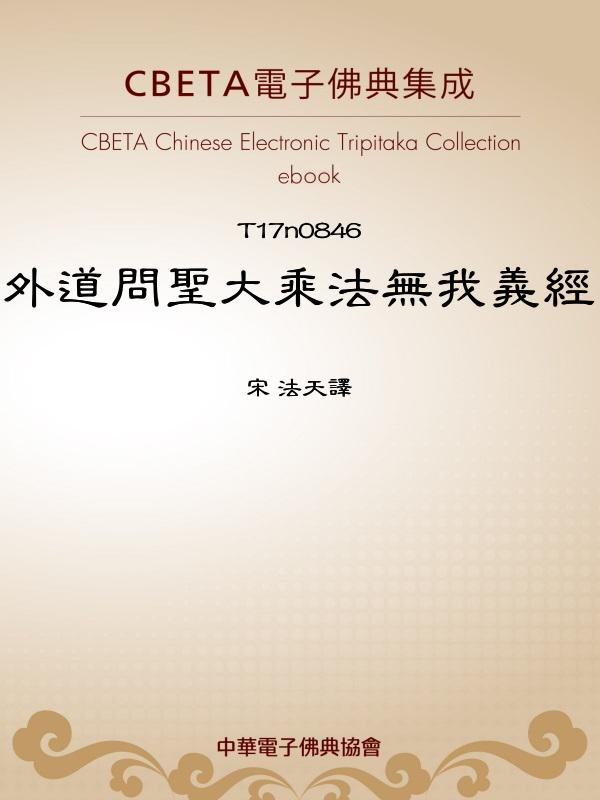 CBETA電子佛典集成
CBETA Chinese Electronic Tripitaka Collection
ebook
T17n0846
外道問聖大乘法無我義經
宋 法天譯
中華電子佛典協會